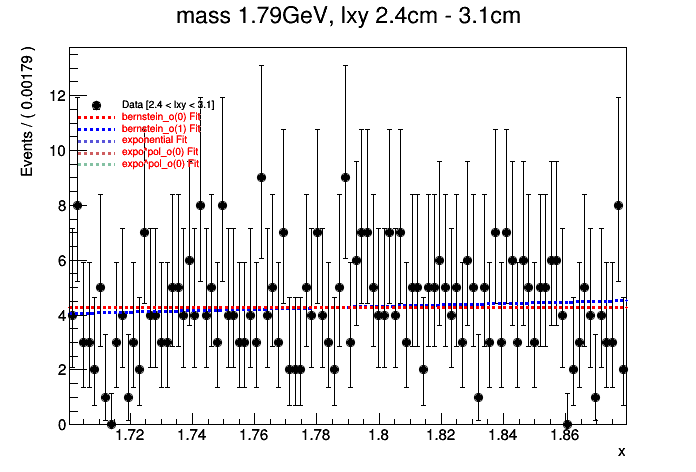 mass 1.79GeV, lxy 2.4cm - 3.1cm
Events / ( 0.00179 )
12
10
8
6
4
2
0
Data [2.4 < lxy < 3.1]
bernstein_o(0) Fit
bernstein_o(1) Fit
exponential Fit
expo*pol_o(0) Fit
expo*pol_o(0) Fit
1.72 1.74 1.76 1.78 1.8 1.82 1.84 1.86
x